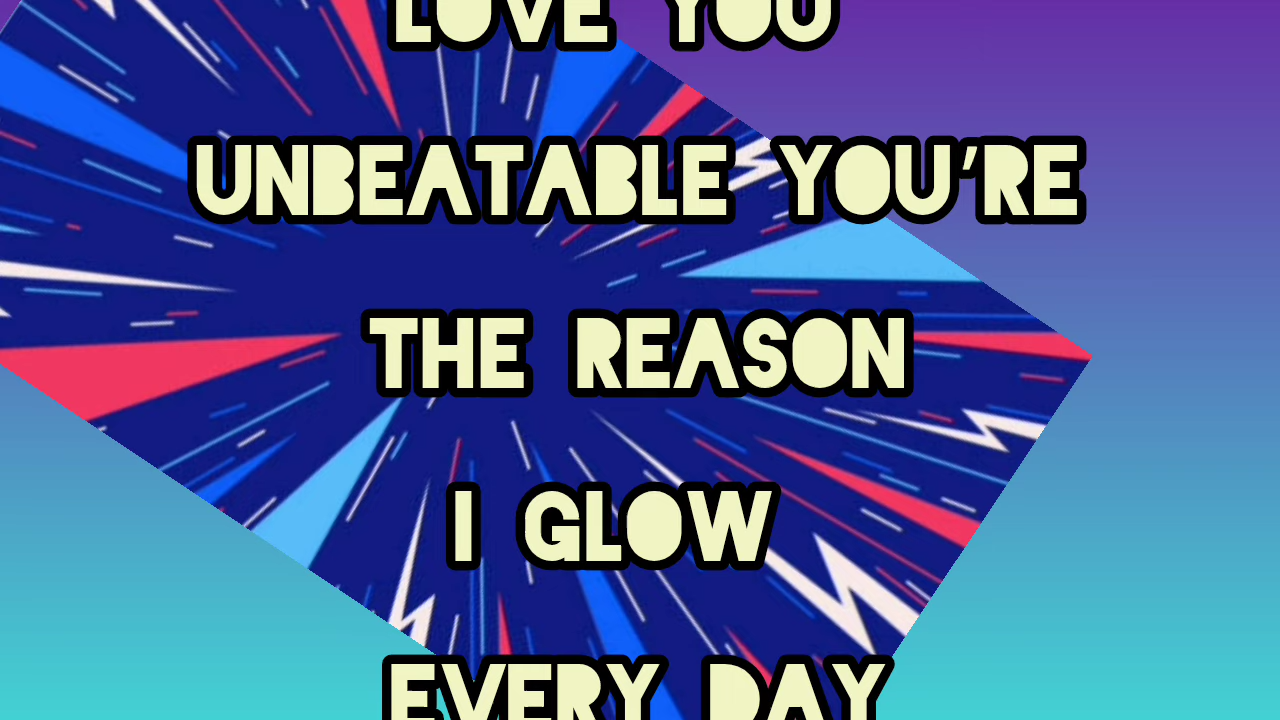 LOVE YOU
UNBEATABLE YOU'RE
THE REASON
I GLOW
EVERY DAY